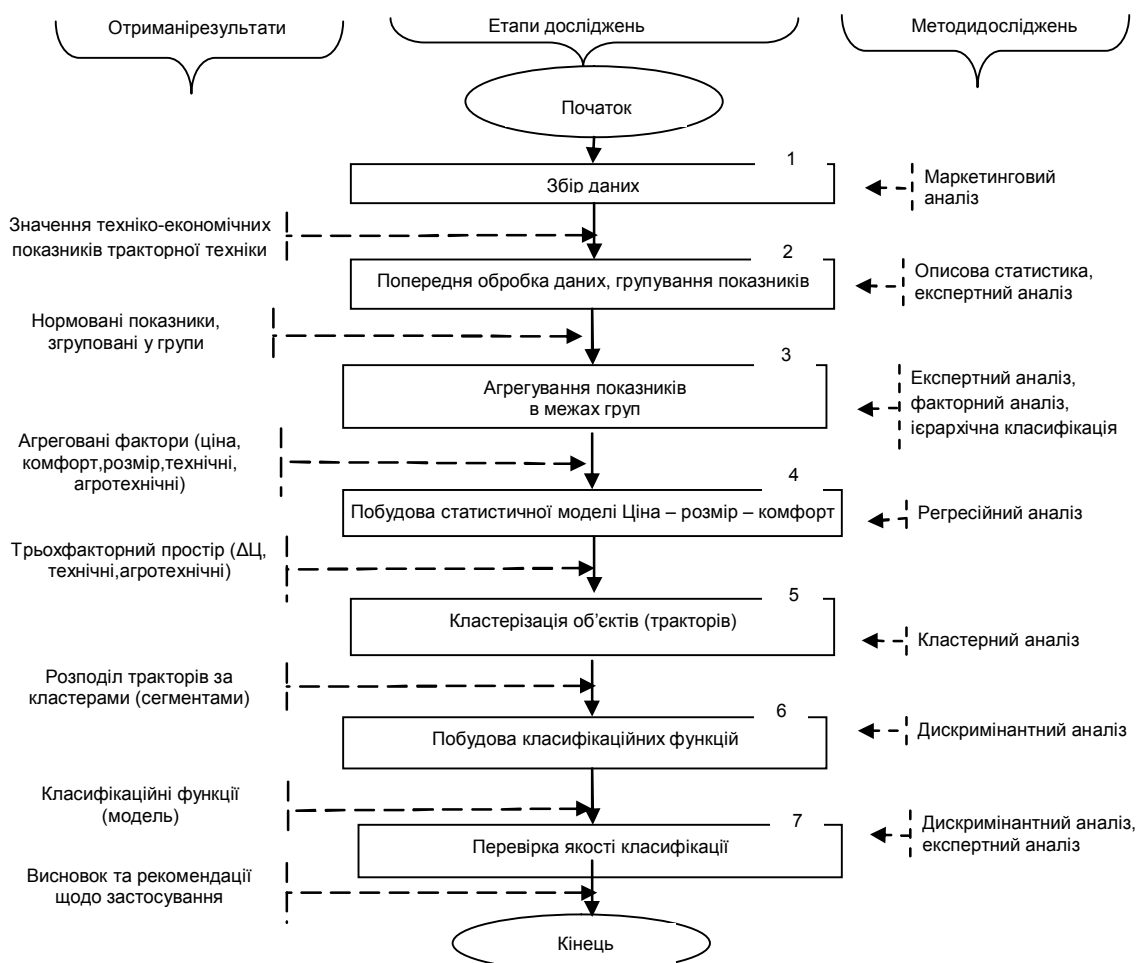 Отриманірезультати
Етапи досліджень
Методидосліджень
Початок
1
Збір даних
Маркетинговий
аналіз
Значення техніко-економічних
показників тракторної техніки
2
Попередня обробка даних, групування показників
Описова статистика,
експертний аналіз
Нормовані показники,
згруповані у групи
3
Агрегування показників
в межах груп
Експертний аналіз,
факторний аналіз,
ієрархічна класифікація
Агреговані фактори (ціна,
комфорт,розмір,технічні,
агротехнічні)
4
Побудова статистичної моделі Ціна – розмір – комфорт
Регресійний аналіз
Трьохфакторний простір (ΔЦ,
технічні,агротехнічні)
5
Кластерізація об’єктів (тракторів)
Кластерний аналіз
Розподіл тракторів за
кластерами (сегментами)
6
Побудова класифікаційних функцій
Дискримінантний аналіз
Класифікаційні функції
(модель)
7
Перевірка якості класифікації
Дискримінантний аналіз,
експертний аналіз
Висновок та рекомендації
щодо застосування
Кінець